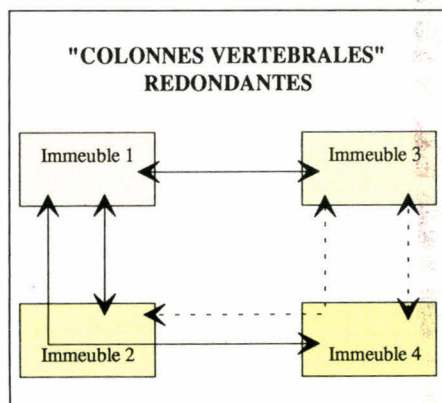 "COLONNES VERTEBRALES"
REDONDANTES
Immeuble 1
Immeuble 3
Immeuble 2
Immeuble 4